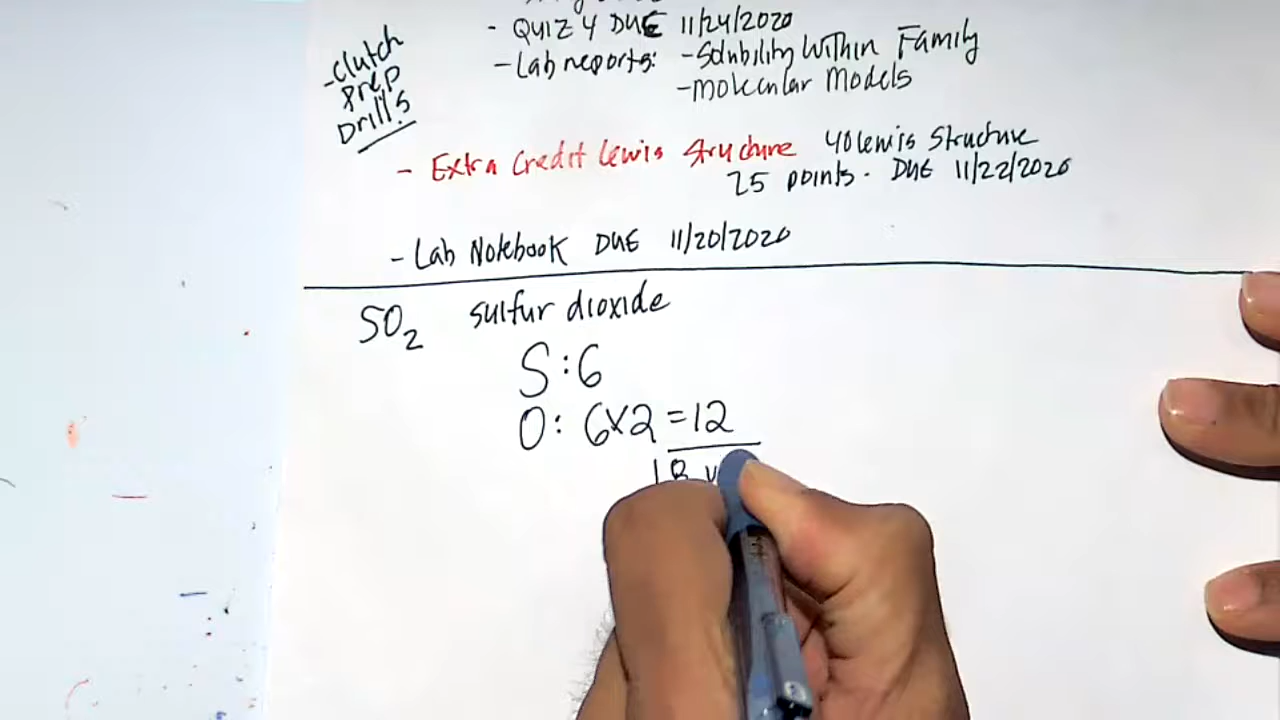 - Quiz 4 DUE 11/24/2020
- Lab reports: - Solubility Within Family
- Molecular Models
- Clutch
Prep
Drills
- Extra Credit Lewis Structure 40 Lewis Structure
25 points. DUE 11/22/2020
- Lab Notebook DUE 11/20/2020
SO2 sulfur dioxide
S: 6
O: 6x2 = 12
18 v